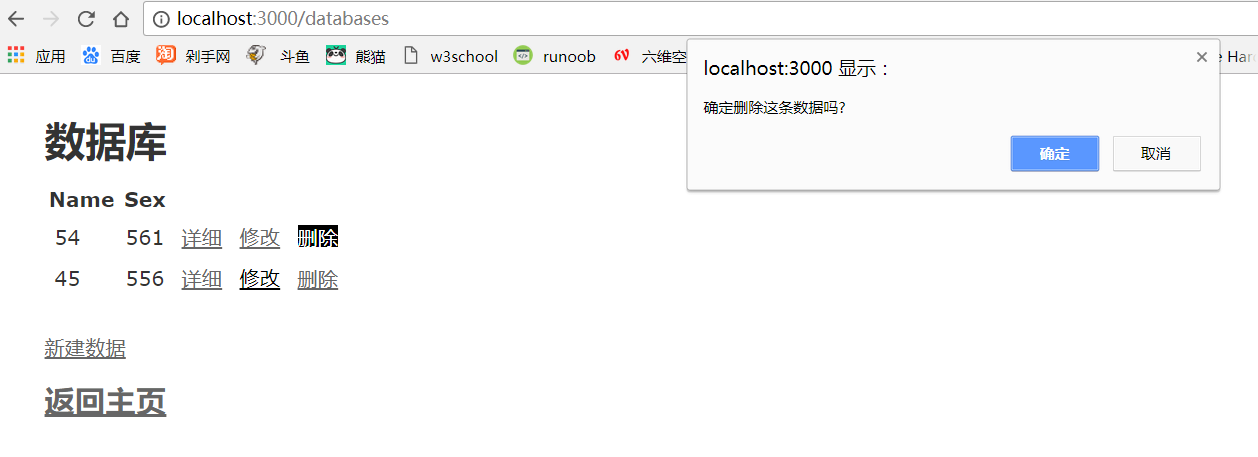 localhost:3000/databases
应用 百度 淘 剁手网 斗鱼 熊猫 w3school runoob 6V 六维空
localhost:3000 显示：
确定删除这条数据吗?
确定 取消
数据库
Name Sex
54 561 详细 修改 删除
45 556 详细 修改 删除
新建数据
返回主页